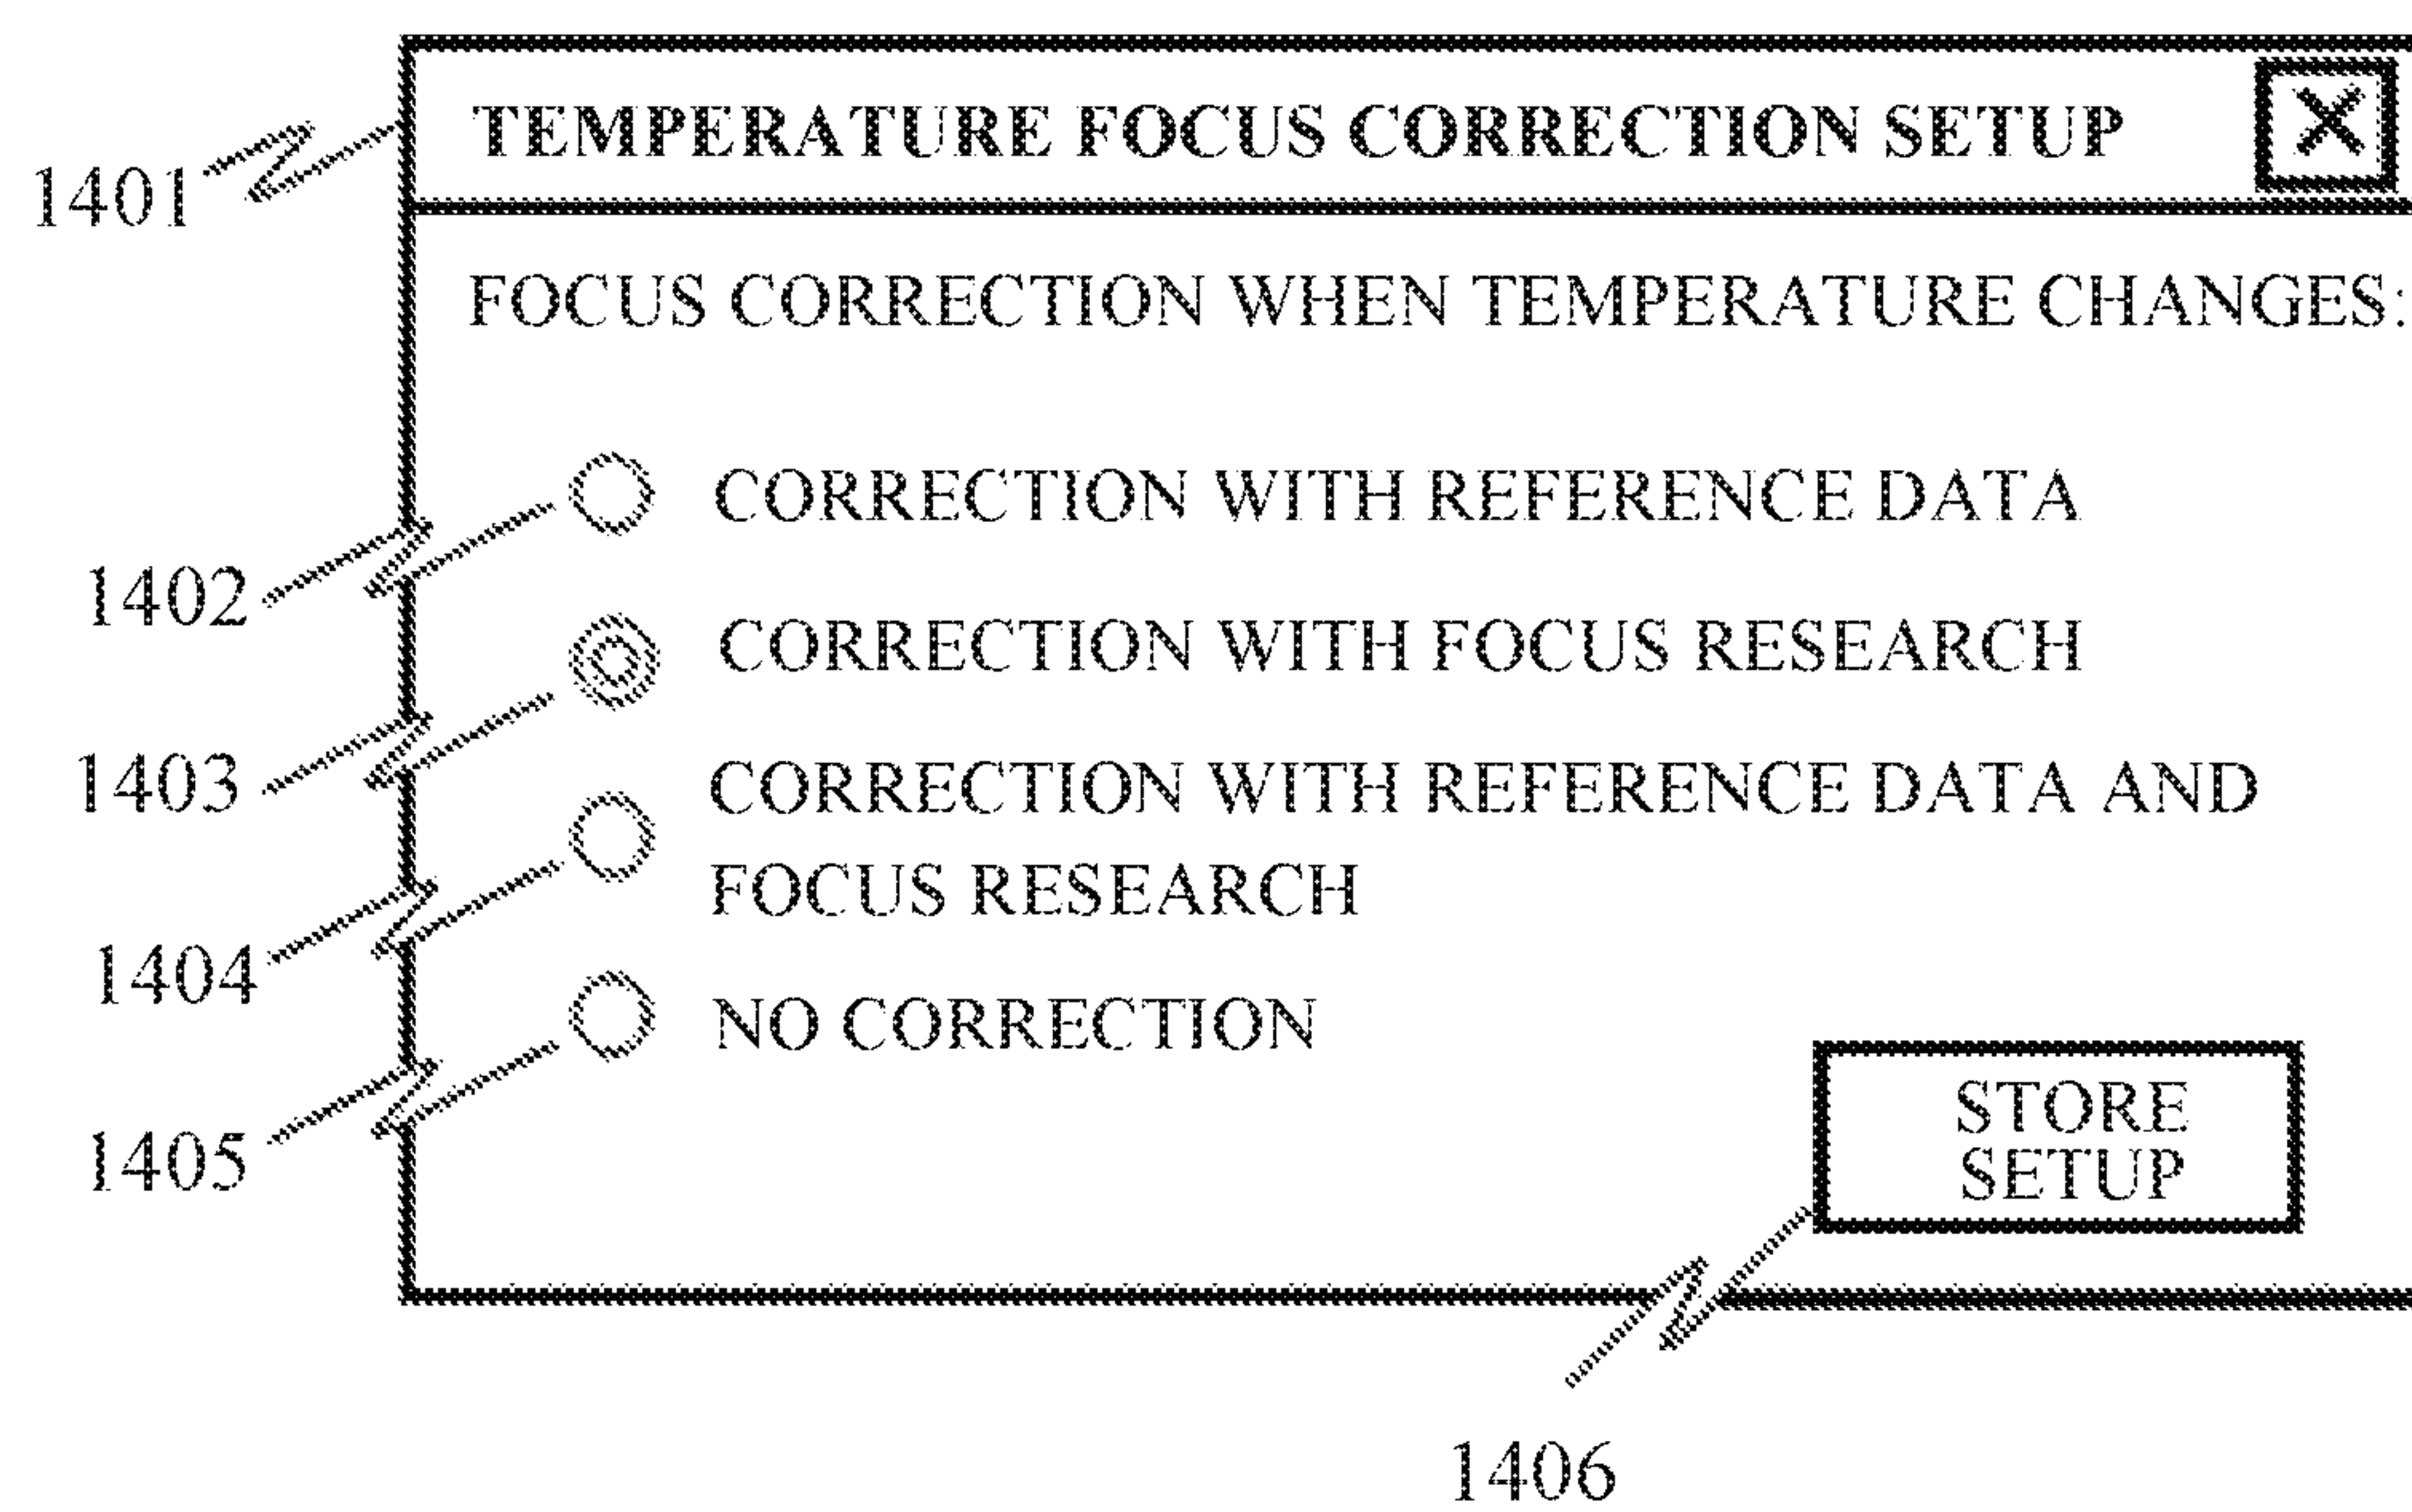 1401
TEMPERATURE FOCUS CORRECTION SETUP
X
FOCUS CORRECTION WHEN TEMPERATURE CHANGES:
1402
CORRECTION WITH REFERENCE DATA
1403
CORRECTION WITH FOCUS RESEARCH
1404
CORRECTION WITH REFERENCE DATA AND
FOCUS RESEARCH
1405
NO CORRECTION
STORE
SETUP
1406